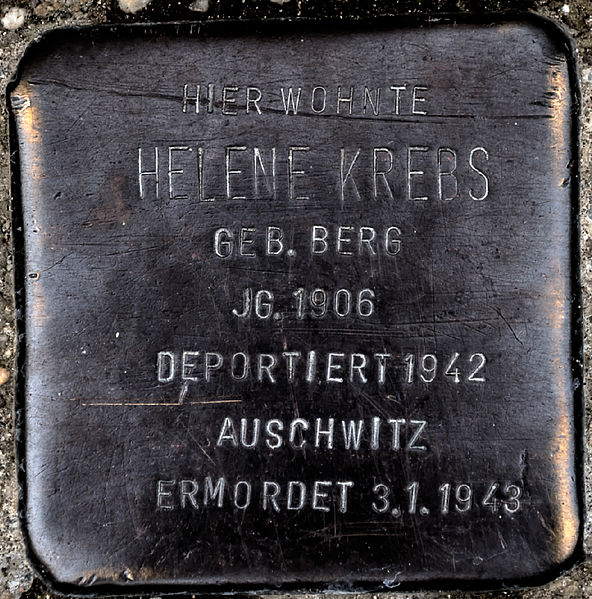 HIER WOHNTE
HELENE KREBS
GEB. BERG
JG. 1906
DEPORTIERT 1942
AUSCHWITZ
ERMORDET 3.1.1943